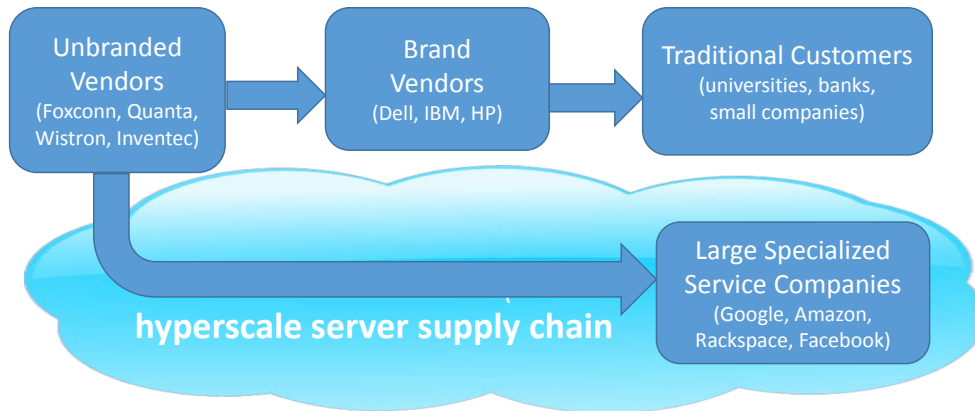 Unbranded
Vendors
(Foxconn, Quanta,
Wistron, Inventec)
Brand
Vendors
(Dell, IBM, HP)
Traditional Customers
(universities, banks,
small companies)
Large Specialized
Service Companies
(Google, Amazon,
Rackspace, Facebook)
hyperscale server supply chain